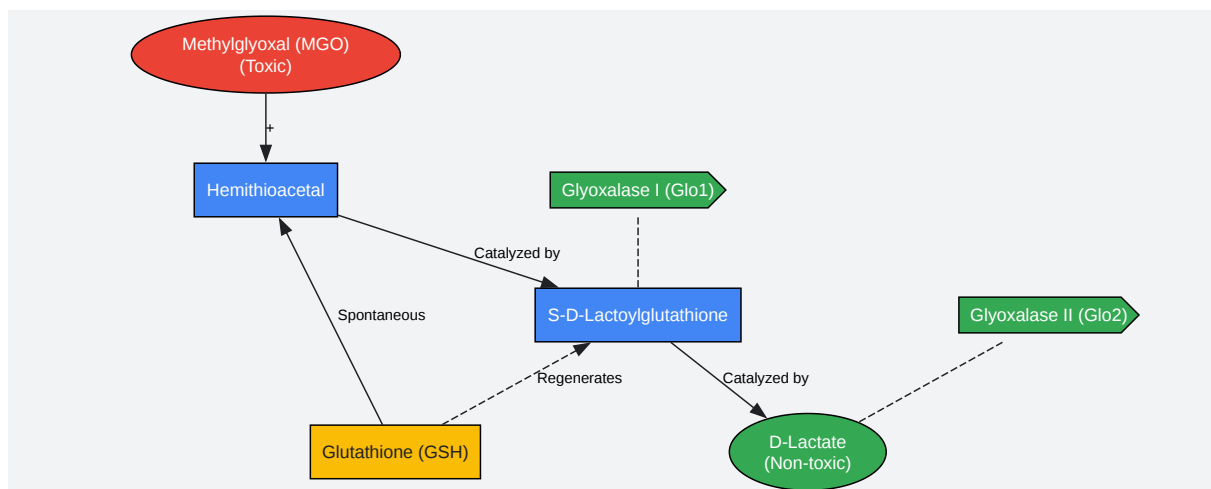 Methylglyoxal (MGO)
(Toxic)
+
Hemithioacetal
Glyoxalase I (Glo1)
Catalyzed by
Spontaneous
S-D-Lactoylglutathione
Glyoxalase II (Glo2)
Regenerates
Catalyzed by
Glutathione (GSH)
D-Lactate
(Non-toxic)